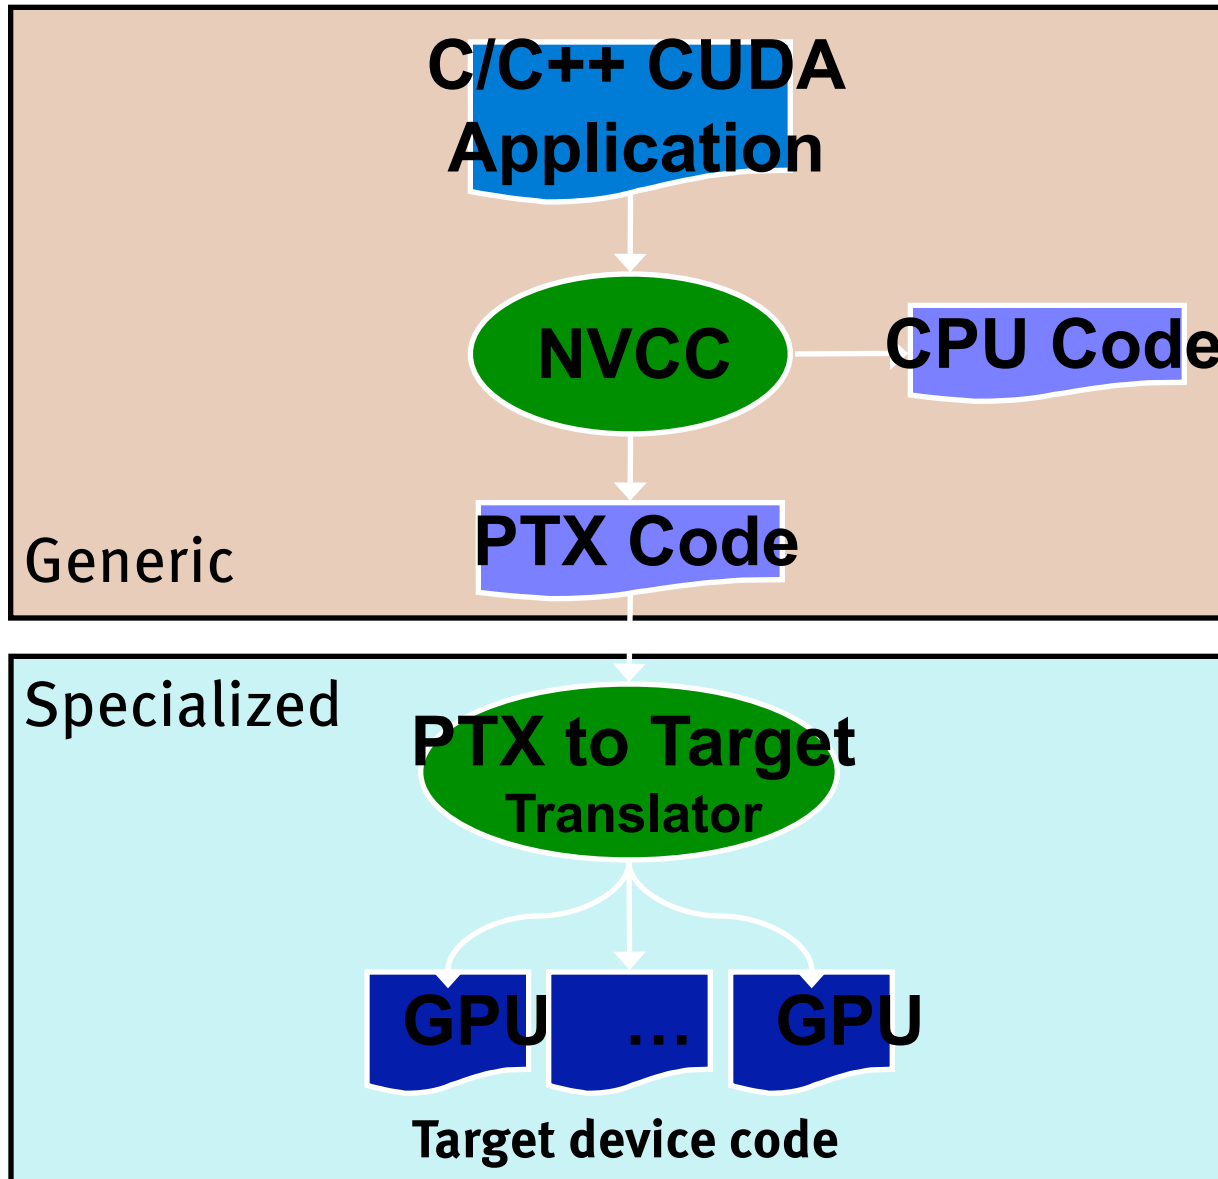 C/C++ CUDA
Application
NVCC
CPU Code
PTX Code
Generic
Specialized
PTX to Target
Translator
GPU
…
GPU
Target device code